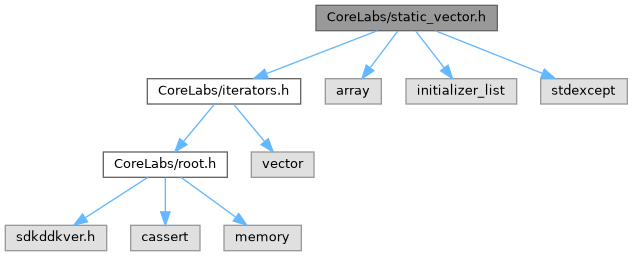 CoreLabs/static_vector.h
CoreLabs/iterators.h
array
initializer_list
stdexcept
CoreLabs/root.h
vector
sdkddkver.h
cassert
memory